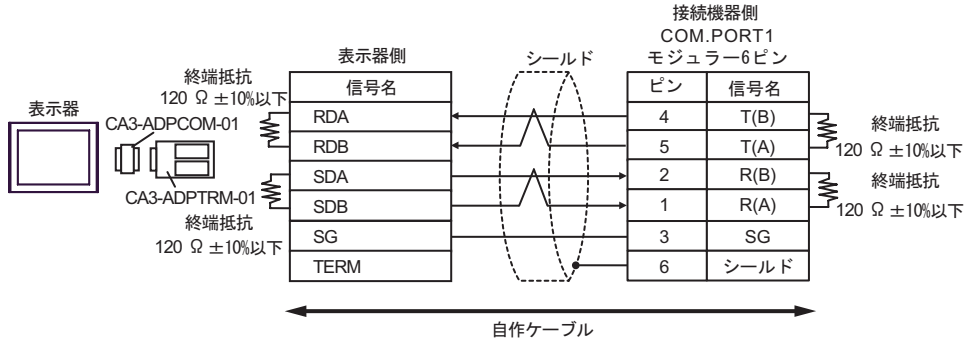 接続機器側
COM.PORT1
モジュラー6ピン
表示器側
シールド
終端抵抗
120 Ω ±10%以下
信号名
ピン 信号名
表示器
CA3-ADPCOM-01
RDA 4 T(B)
終端抵抗
120 Ω ±10%以下
RDB 5 T(A)
SDA 2 R(B)
終端抵抗
120 Ω ±10%以下
CA3-ADPTRM-01
SDB 1 R(A)
終端抵抗
120 Ω ±10%以下
SG 3 SG
TERM 6 シールド
自作ケーブル